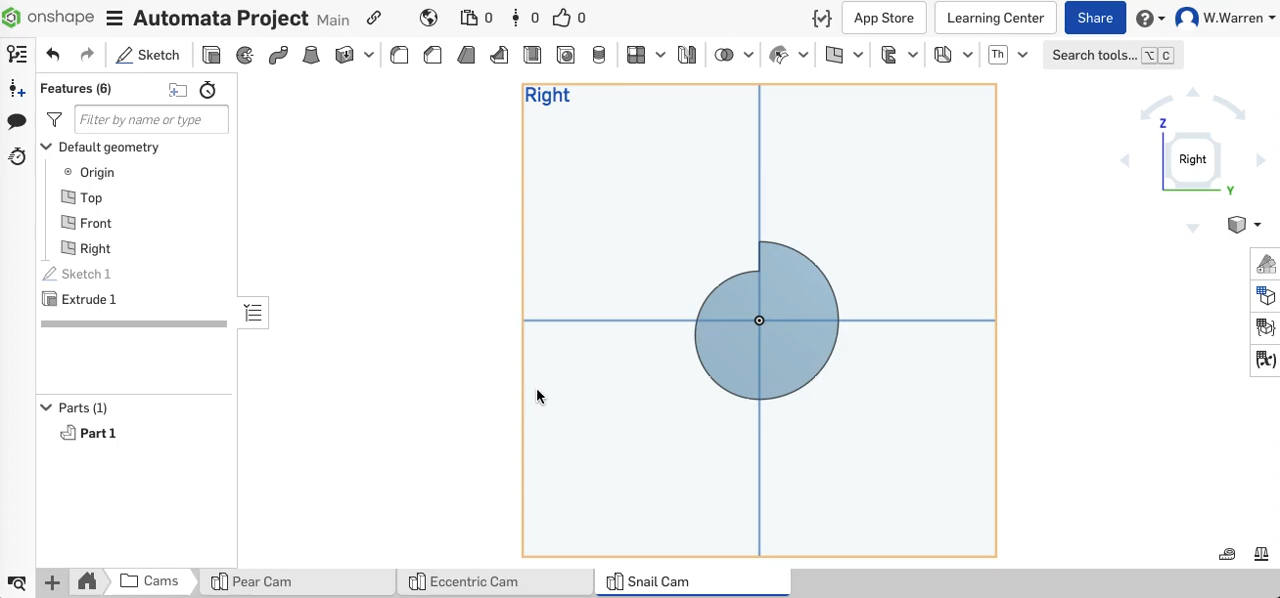 onshape Automata Project Main 0 0 0 App Store Learning Center Share W.Warren
Sketch Th Search tools... ⌥ C
Features (6)
Filter by name or type
Default geometry
Origin
Top
Front
Right
Sketch 1
Extrude 1
Parts (1)
Part 1
Right
Z
Right
Y
(x)
Cams Pear Cam Eccentric Cam Snail Cam